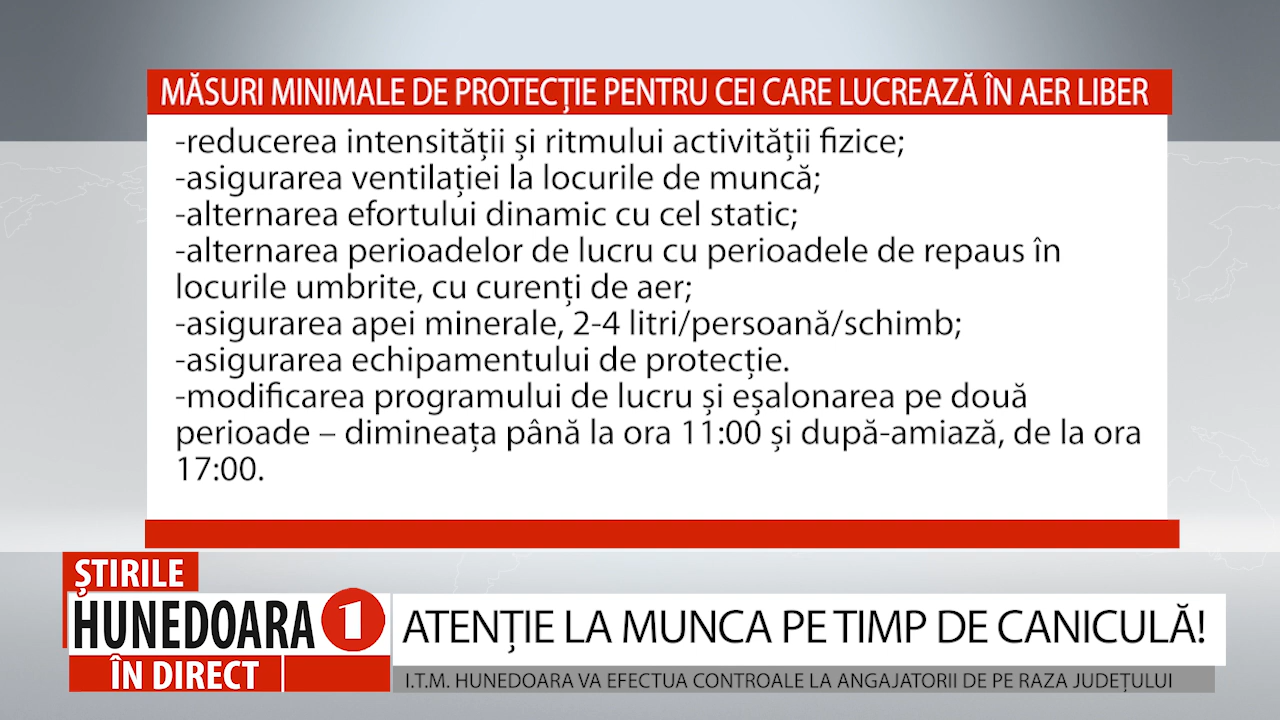 MĂSURI MINIMALE DE PROTECȚIE PENTRU CEI CARE LUCREAZĂ ÎN AER LIBER
-reducerea intensității și ritmului activității fizice;
-asigurarea ventilației la locurile de muncă;
-alternarea efortului dinamic cu cel static;
-alternarea perioadelor de lucru cu perioadele de repaus în
locurile umbrite, cu curenți de aer;
-asigurarea apei minerale, 2-4 litri/persoană/schimb;
-asigurarea echipamentului de protecție.
-modificarea programului de lucru și eșalonarea pe două
perioade – dimineața până la ora 11:00 și după-amiază, de la ora
17:00.
ȘTIRILE
HUNEDOARA 1
ÎN DIRECT
ATENȚIE LA MUNCA PE TIMP DE CANICULĂ!
I.T.M. HUNEDOARA VA EFECTUA CONTROALE LA ANGAJATORII DE PE RAZA JUDEȚULUI